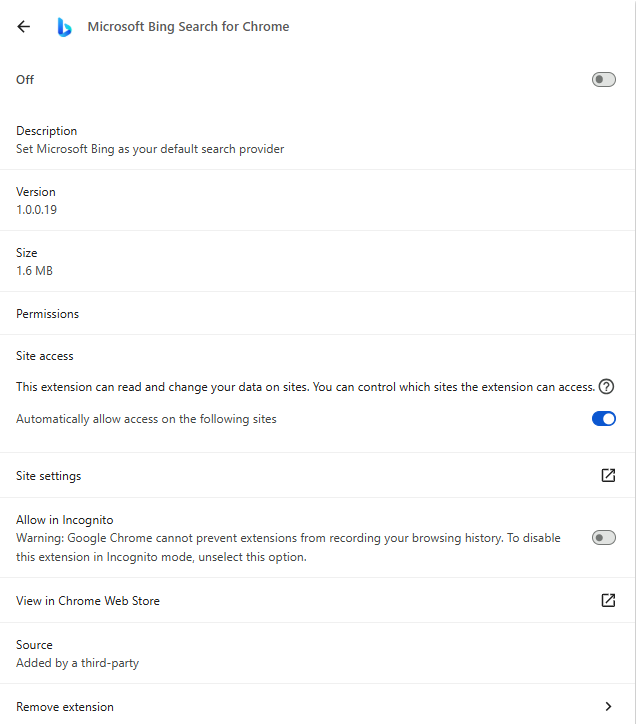 Microsoft Bing Search for Chrome
Off
Description
Set Microsoft Bing as your default search provider
Version
1.0.0.19
Size
1.6 MB
Permissions
Site access
This extension can read and change your data on sites. You can control which sites the extension can access.
Automatically allow access on the following sites
Site settings
Allow in Incognito
Warning: Google Chrome cannot prevent extensions from recording your browsing history. To disable
this extension in Incognito mode, unselect this option.
View in Chrome Web Store
Source
Added by a third-party
Remove extension